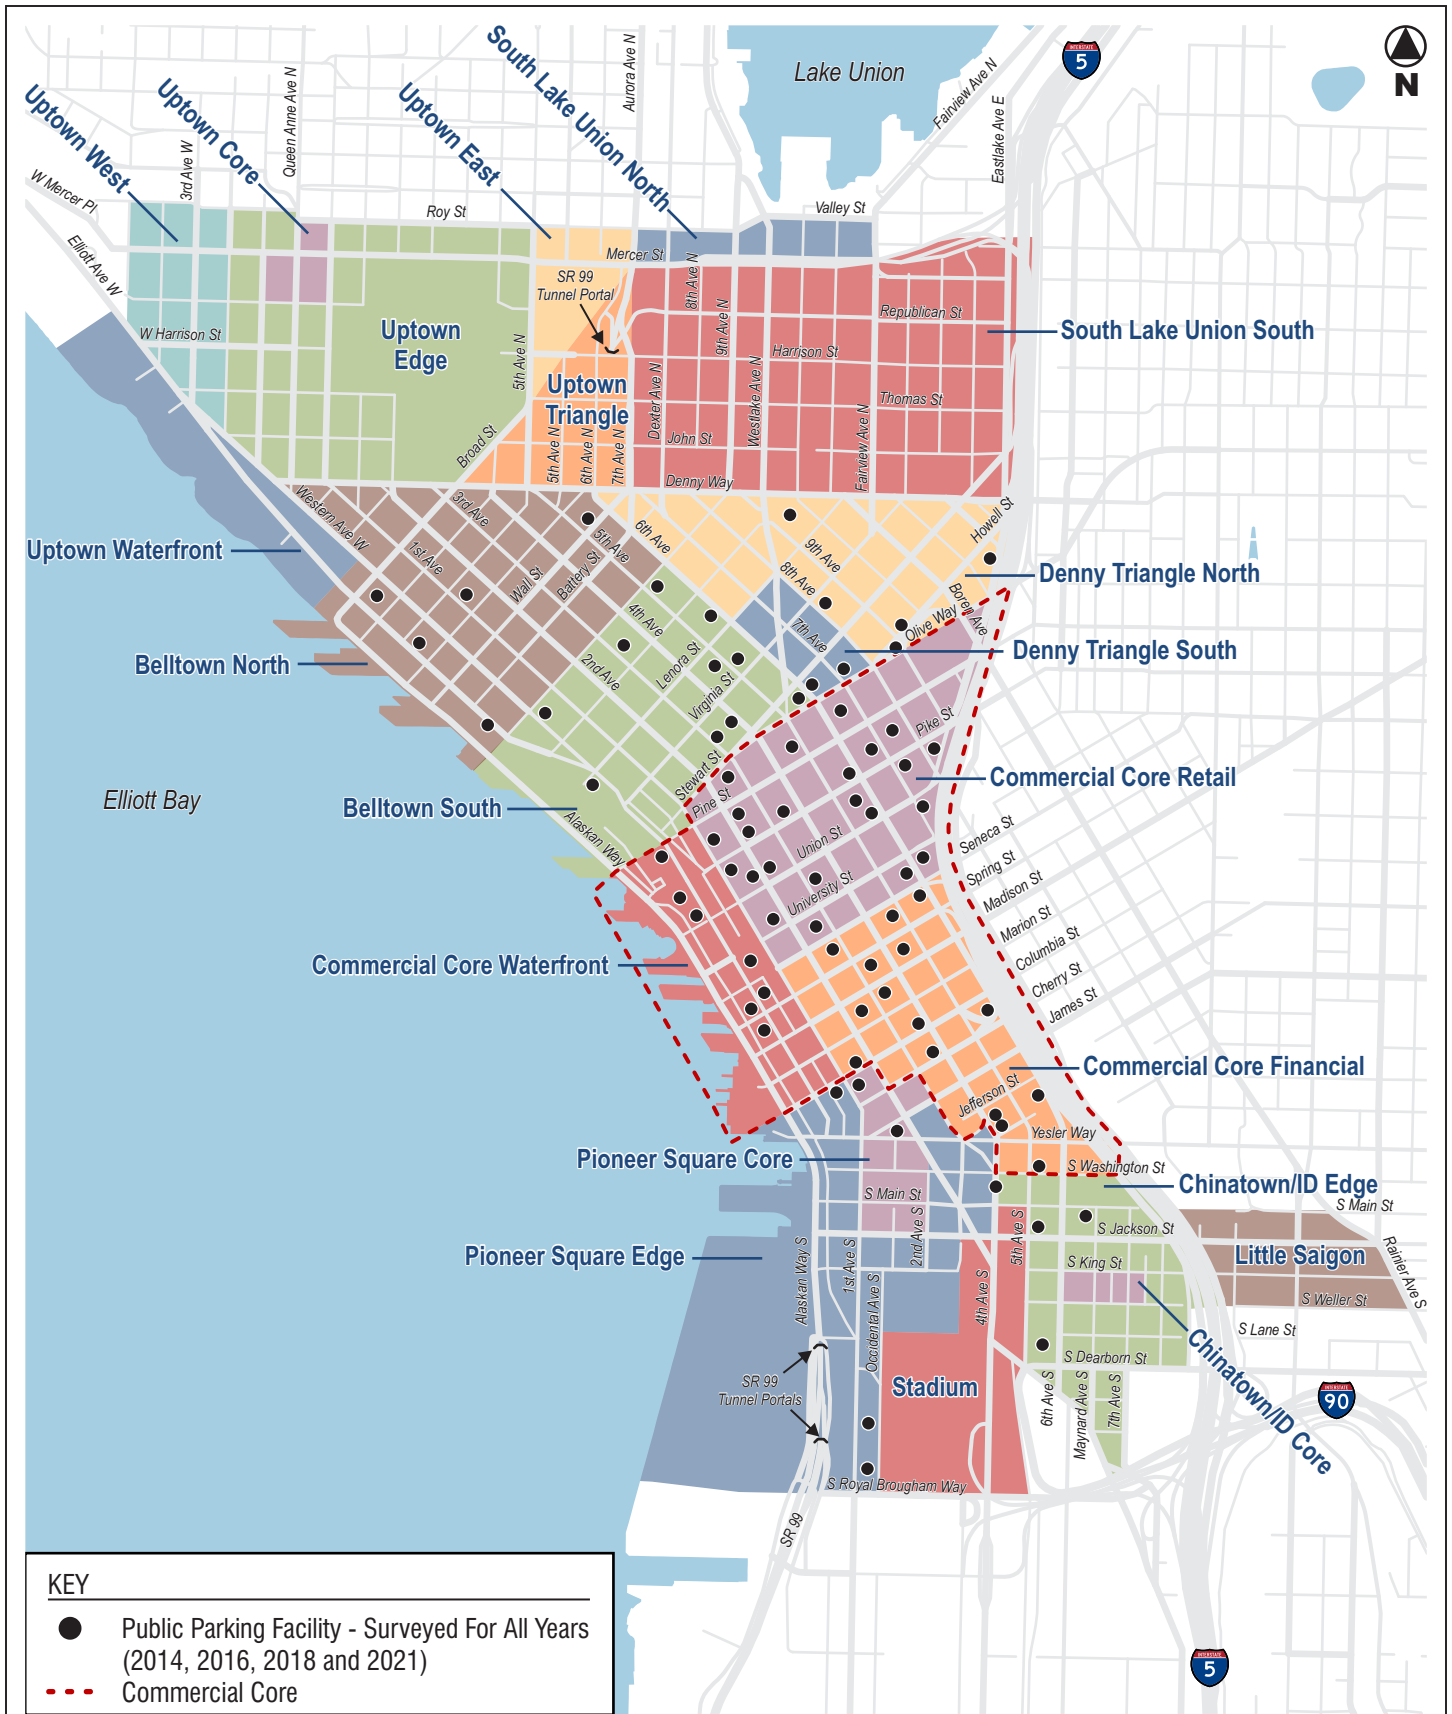 INTERSTATE
5
N
Lake Union
Fairview Ave N
Eastlake Ave E
Aurora Ave N
South Lake Union North
Uptown East
Queen Anne Ave N
Uptown Core
Uptown West
3rd Ave W
W Mercer Pl
Elliott Ave W
Roy St
Valley St
Mercer St
SR 99
Tunnel Portal
8th Ave N
9th Ave N
Republican St
South Lake Union South
W Harrison St
Uptown
Edge
5th Ave N
Harrison St
Westlake Ave N
Uptown
Triangle
Dexter Ave N
Thomas St
Fairview Ave N
John St
Broad St
5th Ave N
6th Ave N
7th Ave N
Denny Way
Western Ave W
3rd Ave
1st Ave
Wall St
Battery St
5th Ave
6th Ave
9th Ave
8th Ave
Howell St
Uptown Waterfront
Denny Triangle North
Boren Ave
Olive Way
4th Ave
7th Ave
Denny Triangle South
Belltown North
2nd Ave
Lenora St
Virginia St
Pike St
Stewart St
Pine St
Commercial Core Retail
Elliott Bay
Belltown South
Alaskan Way
Union St
University St
Seneca St
Spring St
Madison St
Marion St
Columbia St
Cherry St
James St
Commercial Core Waterfront
Commercial Core Financial
Jefferson St
Yesler Way
Pioneer Square Core
S Washington St
Chinatown/ID Edge
S Main St
S Main St
2nd Ave S
5th Ave S
S Jackson St
Little Saigon
Rainier Ave S
Pioneer Square Edge
Alaskan Way S
1st Ave S
Occidental Ave S
4th Ave S
S King St
S Weller St
S Lane St
Chinatown/ID Core
S Dearborn St
SR 99
Tunnel Portals
Stadium
6th Ave S
Maynard Ave S
7th Ave S
INTERSTATE
90
S Royal Brougham Way
SR 99
KEY
Public Parking Facility - Surveyed For All Years
(2014, 2016, 2018 and 2021)
Commercial Core
INTERSTATE
5